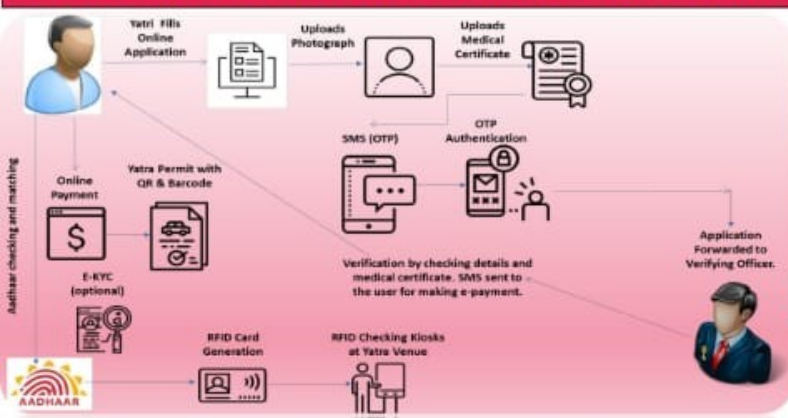 Yatri Fills
Online
Application
Uploads
Photograph
Uploads
Medical
Certificate
SMS (OTP)
OTP
Authentication
Aadhaar checking and matching
Online
Payment
$
Yatra Permit with
QR & Barcode
Application
Forwarded to
Verifying Officer.
Verification by checking details and
medical certificate. SMS sent to
the user for making e-payment.
E-KYC
(optional)
RFID Card
Generation
RFID Checking Kiosks
at Yatra Venue
AADHAAR